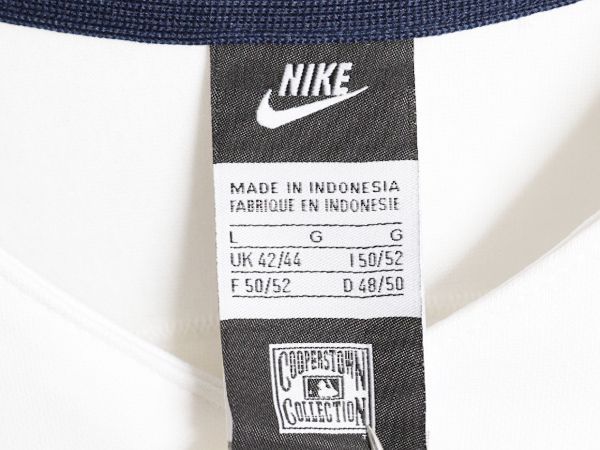 NIKE
MADE IN INDONESIA
FABRIQUE EN INDONESIE
L G G
UK 42/44 I 50/52
F 50/52 D 48/50
COOPERSTOWN
COLLECTION